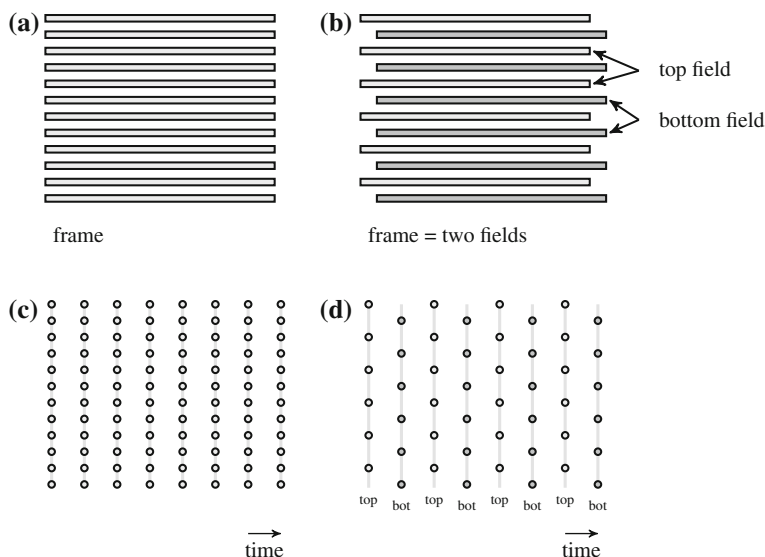 (a)
(b)
top field
bottom field
frame
frame = two fields
(c)
(d)
top bot top bot top bot top bot
time
time